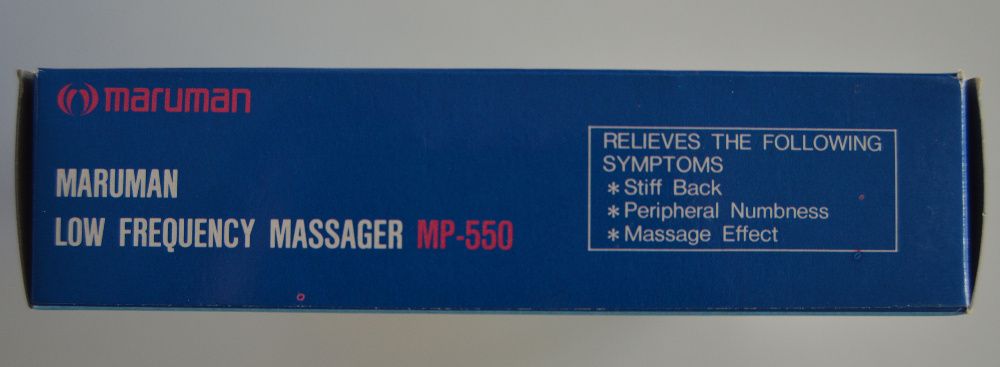 maruman
MARUMAN
LOW FREQUENCY MASSAGER MP-550
RELIEVES THE FOLLOWING
SYMPTOMS
*Stiff Back
*Peripheral Numbness
*Massage Effect